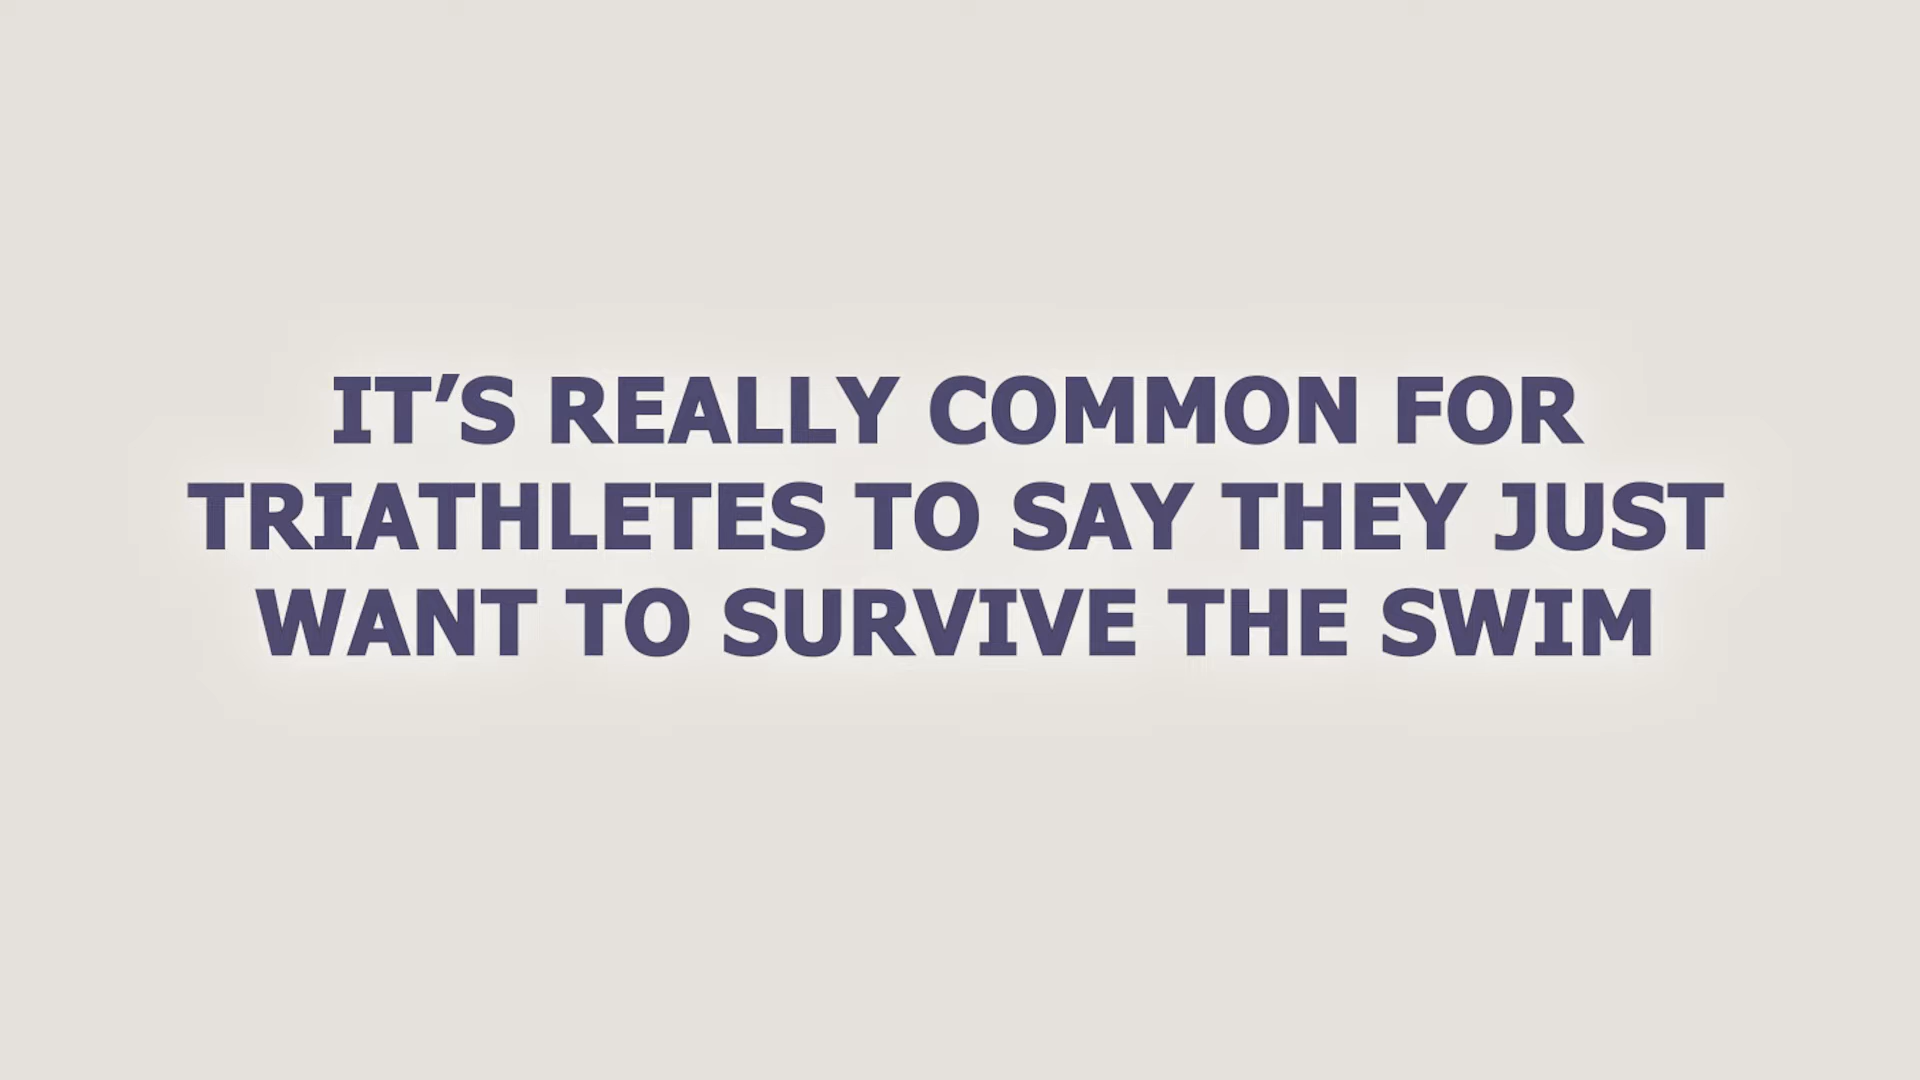 IT’S REALLY COMMON FOR
TRIATHLETES TO SAY THEY JUST
WANT TO SURVIVE THE SWIM